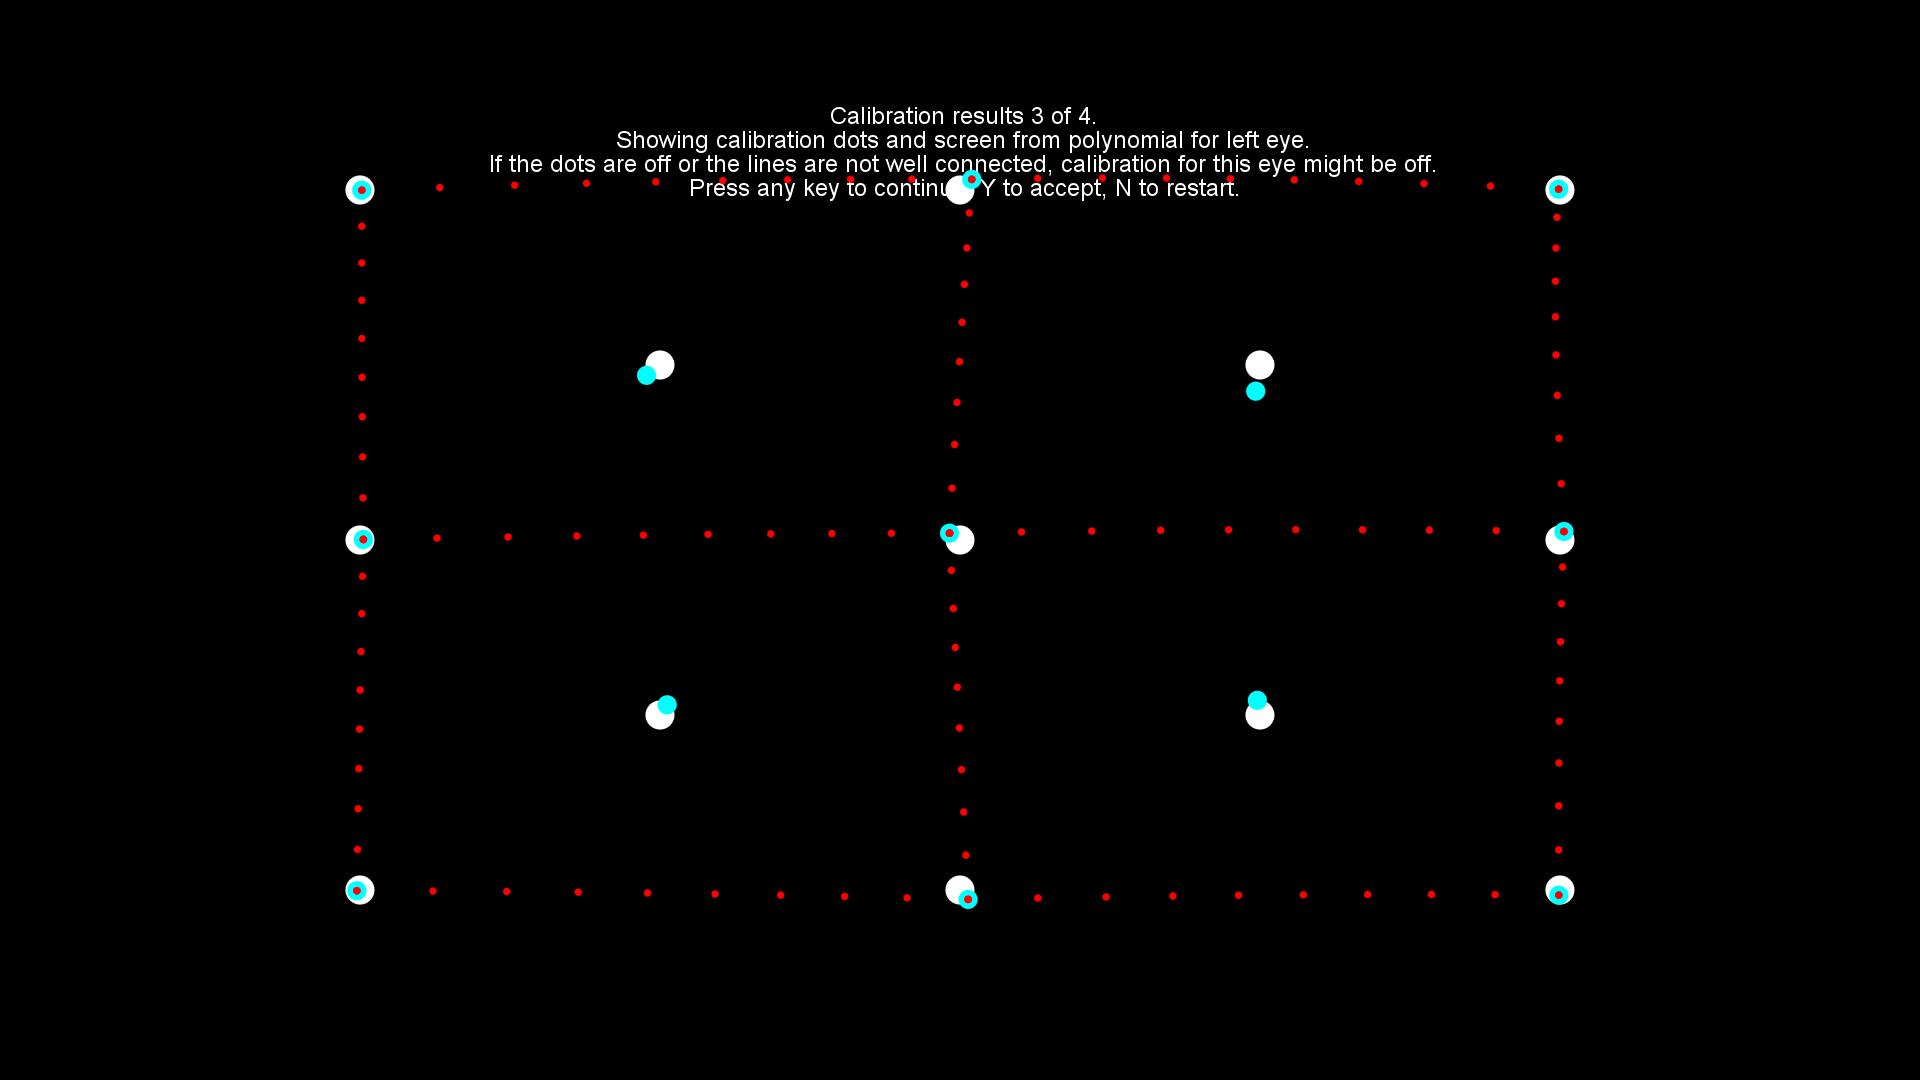 Calibration results 3 of 4.
Showing calibration dots and screen from polynomial for left eye.
If the dots are off or the lines are not well connected, calibration for this eye might be off.
Press any key to continu Y to accept, N to restart.